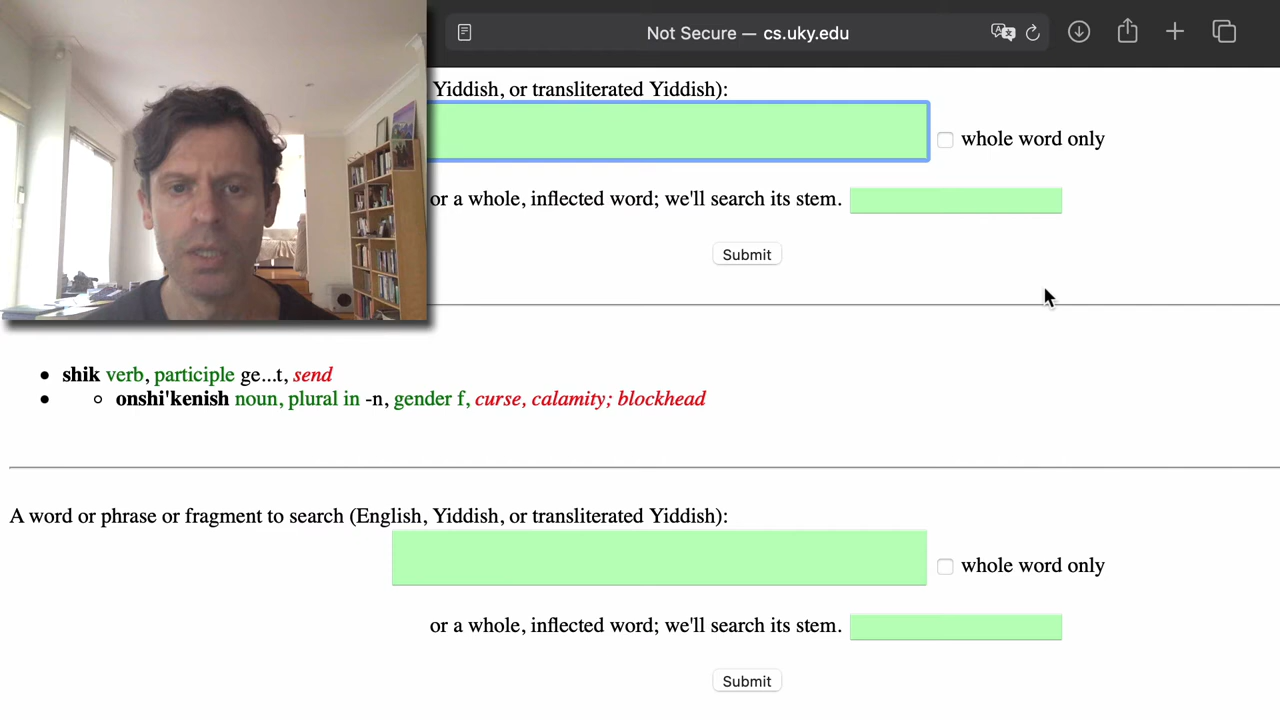 Not Secure — cs.uky.edu
Yiddish, or transliterated Yiddish):
whole word only
or a whole, inflected word; we'll search its stem.
Submit
• shik verb, participle ge...t, send
• ○ onshi'kenish noun, plural in -n, gender f, curse, calamity; blockhead
A word or phrase or fragment to search (English, Yiddish, or transliterated Yiddish):
whole word only
or a whole, inflected word; we'll search its stem.
Submit